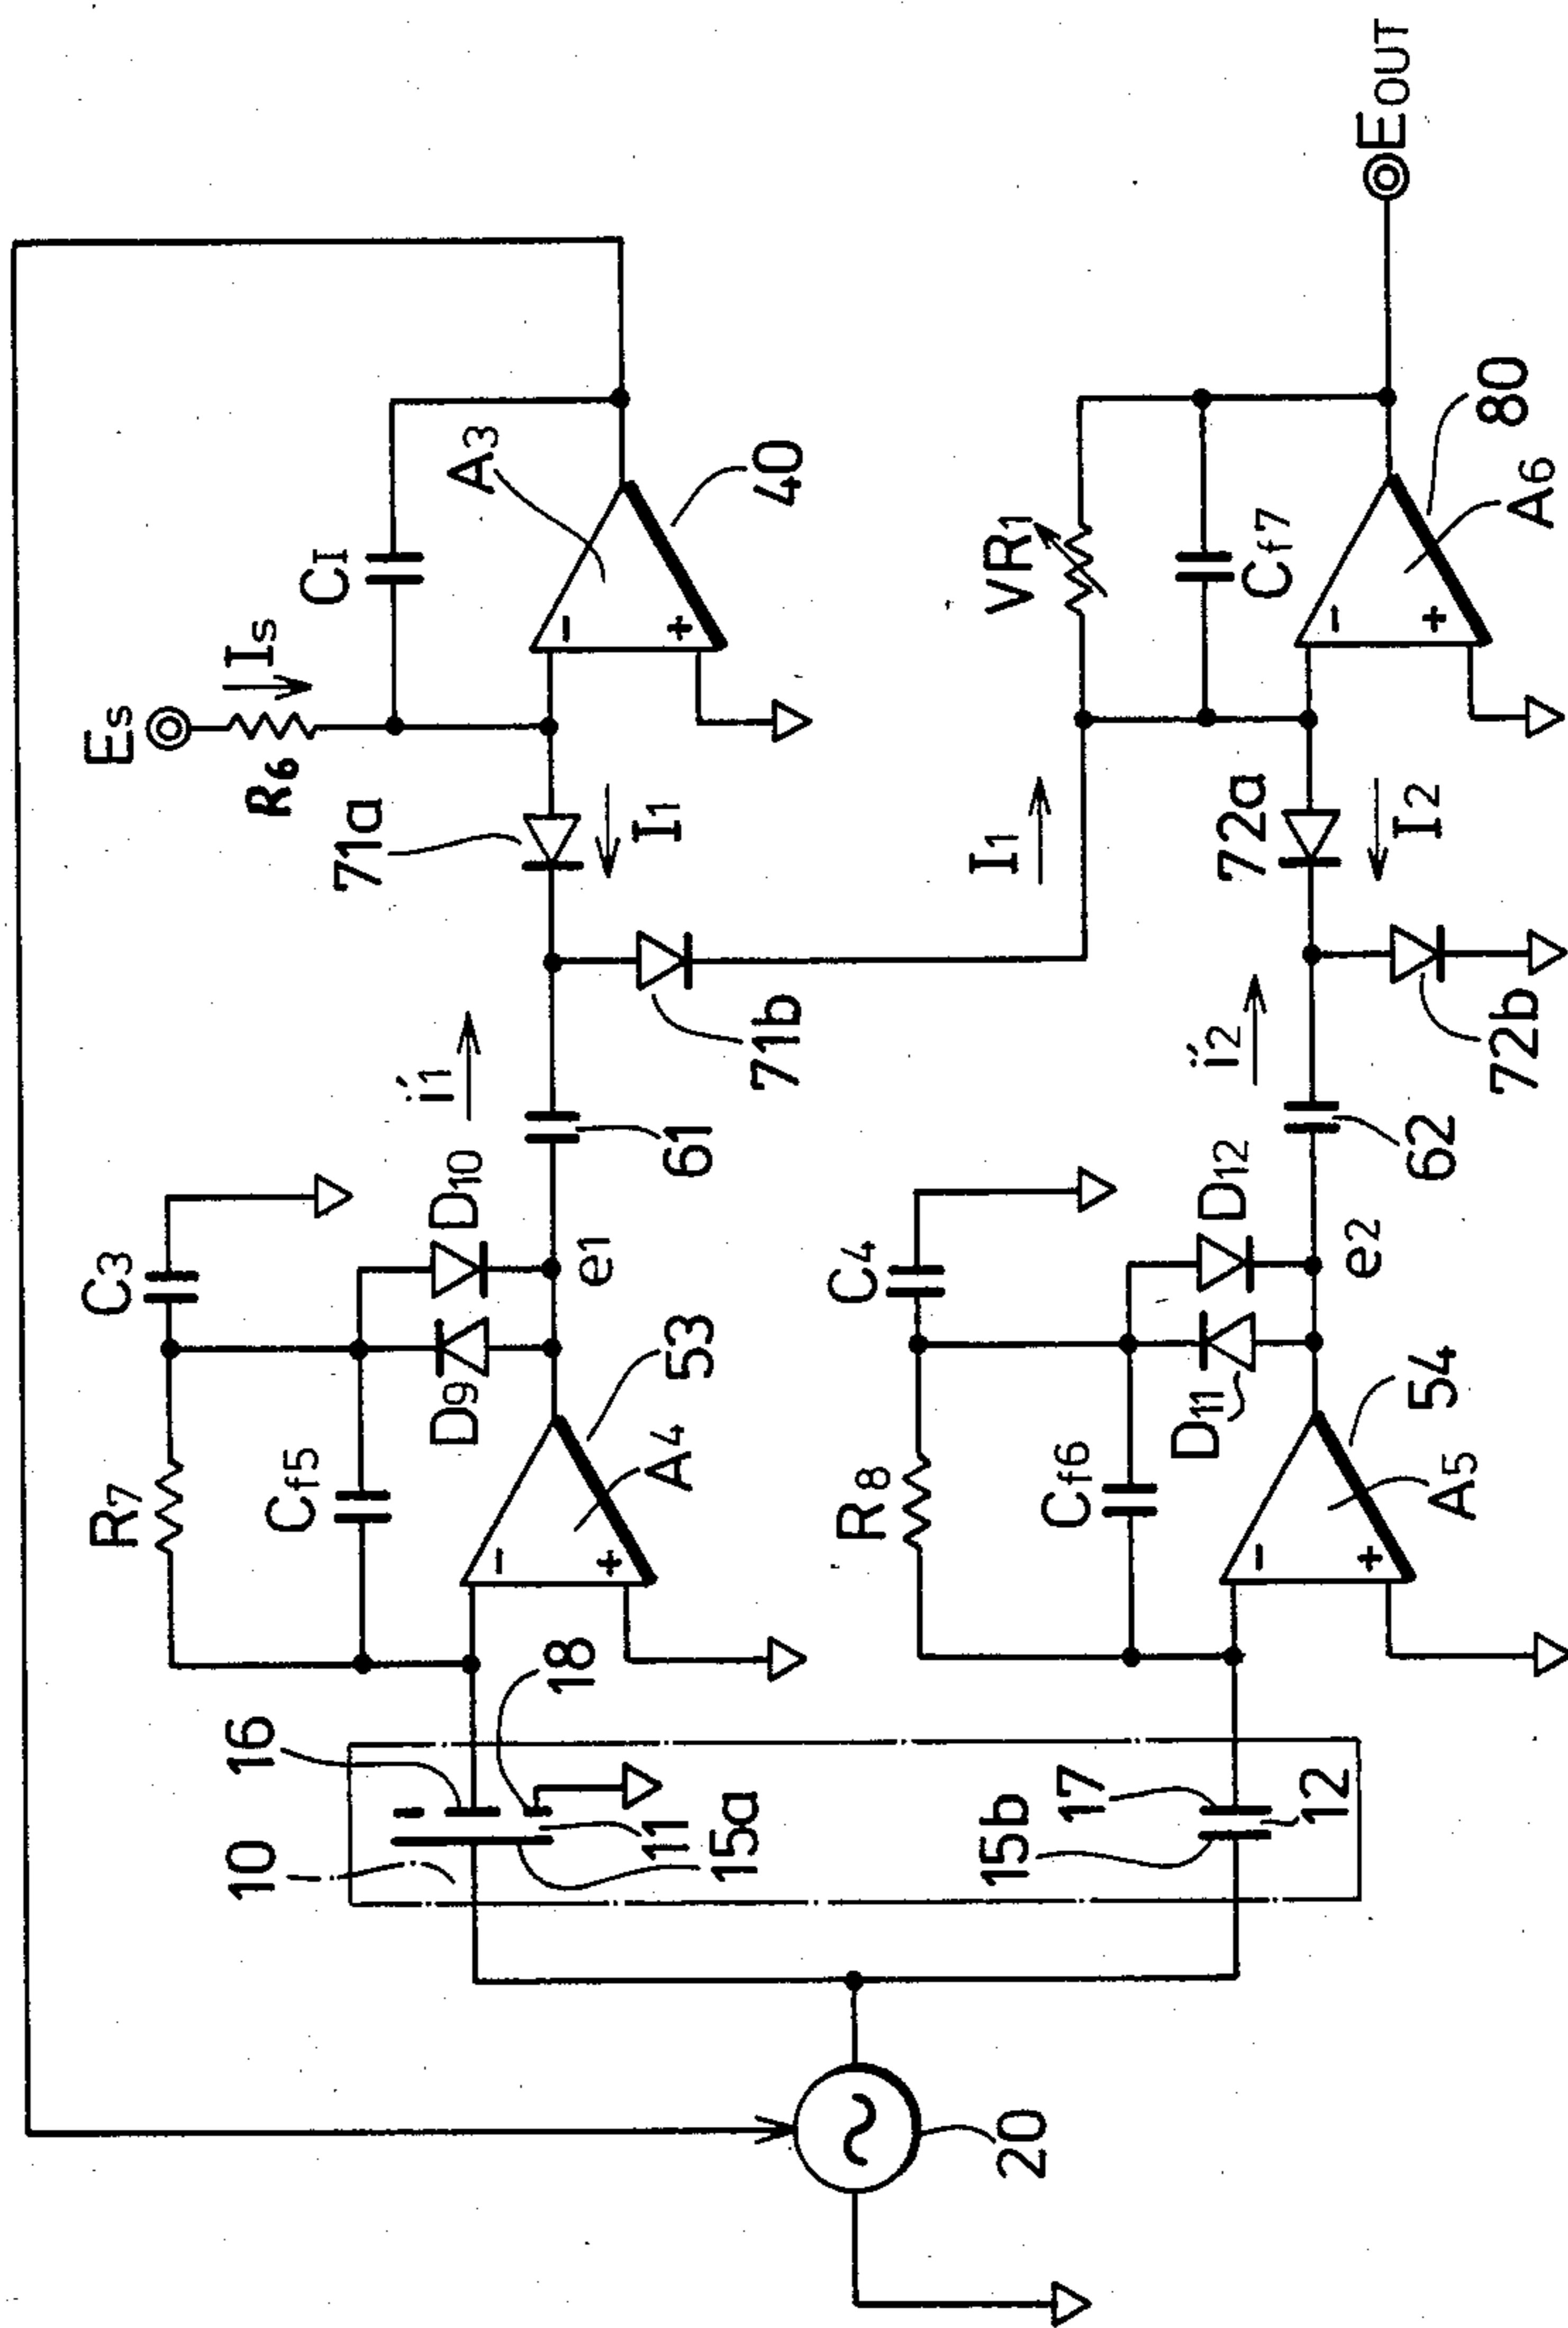 Es
Is
R6
CI
A3
40
71a
I1
71b
I1
i1
61
C3
R7
Cf5
D9
D10
e1
53
A4
-
+
-
+
VR1
Cf7
EOUT
80
A6
-
+
72a
I2
72b
i2
62
C4
R8
Cf6
D11
D12
e2
54
A5
-
+
10
16
18
11
15a
15b
17
12
20